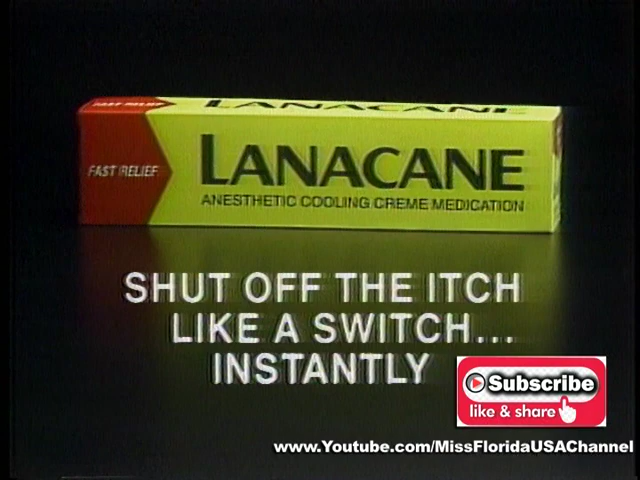 FAST RELIEF LANACANE
FAST RELIEF
LANACANE
ANESTHETIC COOLING CREME MEDICATION
SHUT OFF THE ITCH
LIKE A SWITCH...
INSTANTLY
Subscribe
like & share
www.Youtube.com/MissFloridaUSAChannel